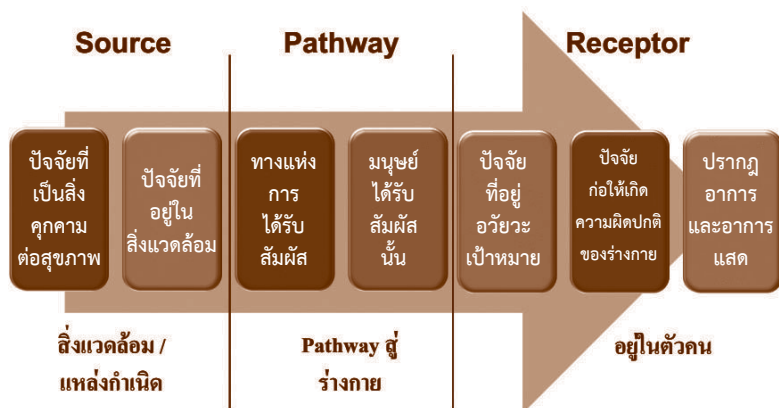 Source
Pathway
Receptor
ปัจจัยที่
เป็นสิ่ง
คุกคาม
ต่อสุขภาพ
ปัจจัยที่
อยู่ใน
สิ่งแวดล้อม
ทางแห่ง
การ
ได้รับ
สัมผัส
มนุษย์
ได้รับ
สัมผัส
นั้น
ปัจจัย
ที่อยู่
อวัยวะ
เป้าหมาย
ปัจจัย
ก่อให้เกิด
ความผิดปกติ
ของร่างกาย
ปรากฎ
อาการ
และอาการ
แสด
สิ่งแวดล้อม /
แหล่งกำเนิด
Pathway สู่
ร่างกาย
อยู่ในตัวคน